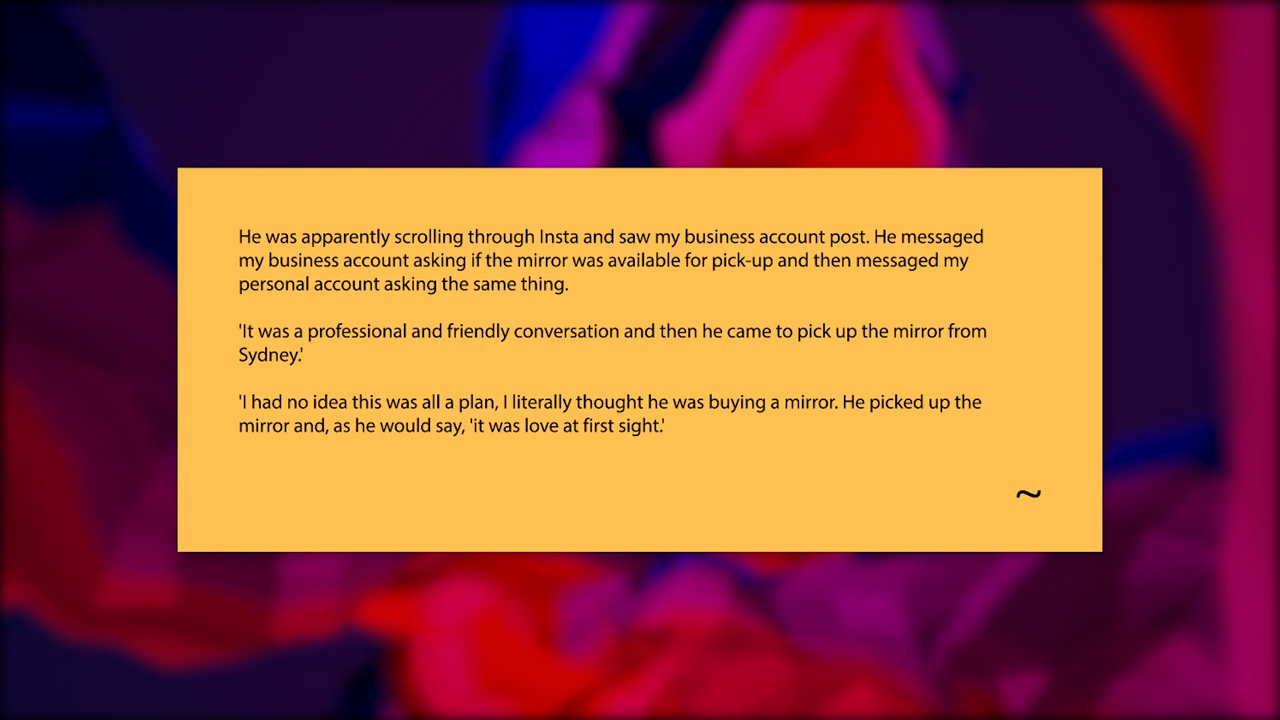 He was apparently scrolling through Insta and saw my business account post. He messaged
my business account asking if the mirror was available for pick-up and then messaged my
personal account asking the same thing.
'It was a professional and friendly conversation and then he came to pick up the mirror from
Sydney.'
'I had no idea this was all a plan, I literally thought he was buying a mirror. He picked up the
mirror and, as he would say, 'it was love at first sight.'
~